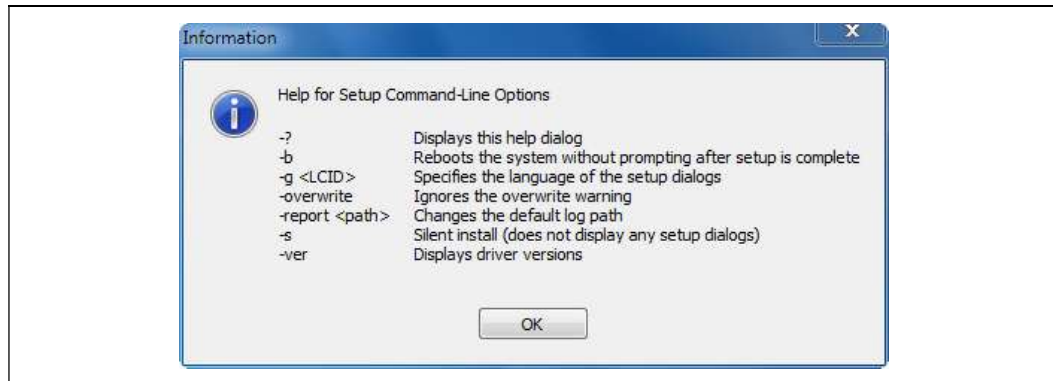 Information
Help for Setup Command-Line Options
-? Displays this help dialog
-b Reboots the system without prompting after setup is complete
-g <LCID> Specifies the language of the setup dialogs
-overwrite Ignores the overwrite warning
-report <path> Changes the default log path
-s Silent install (does not display any setup dialogs)
-ver Displays driver versions
OK